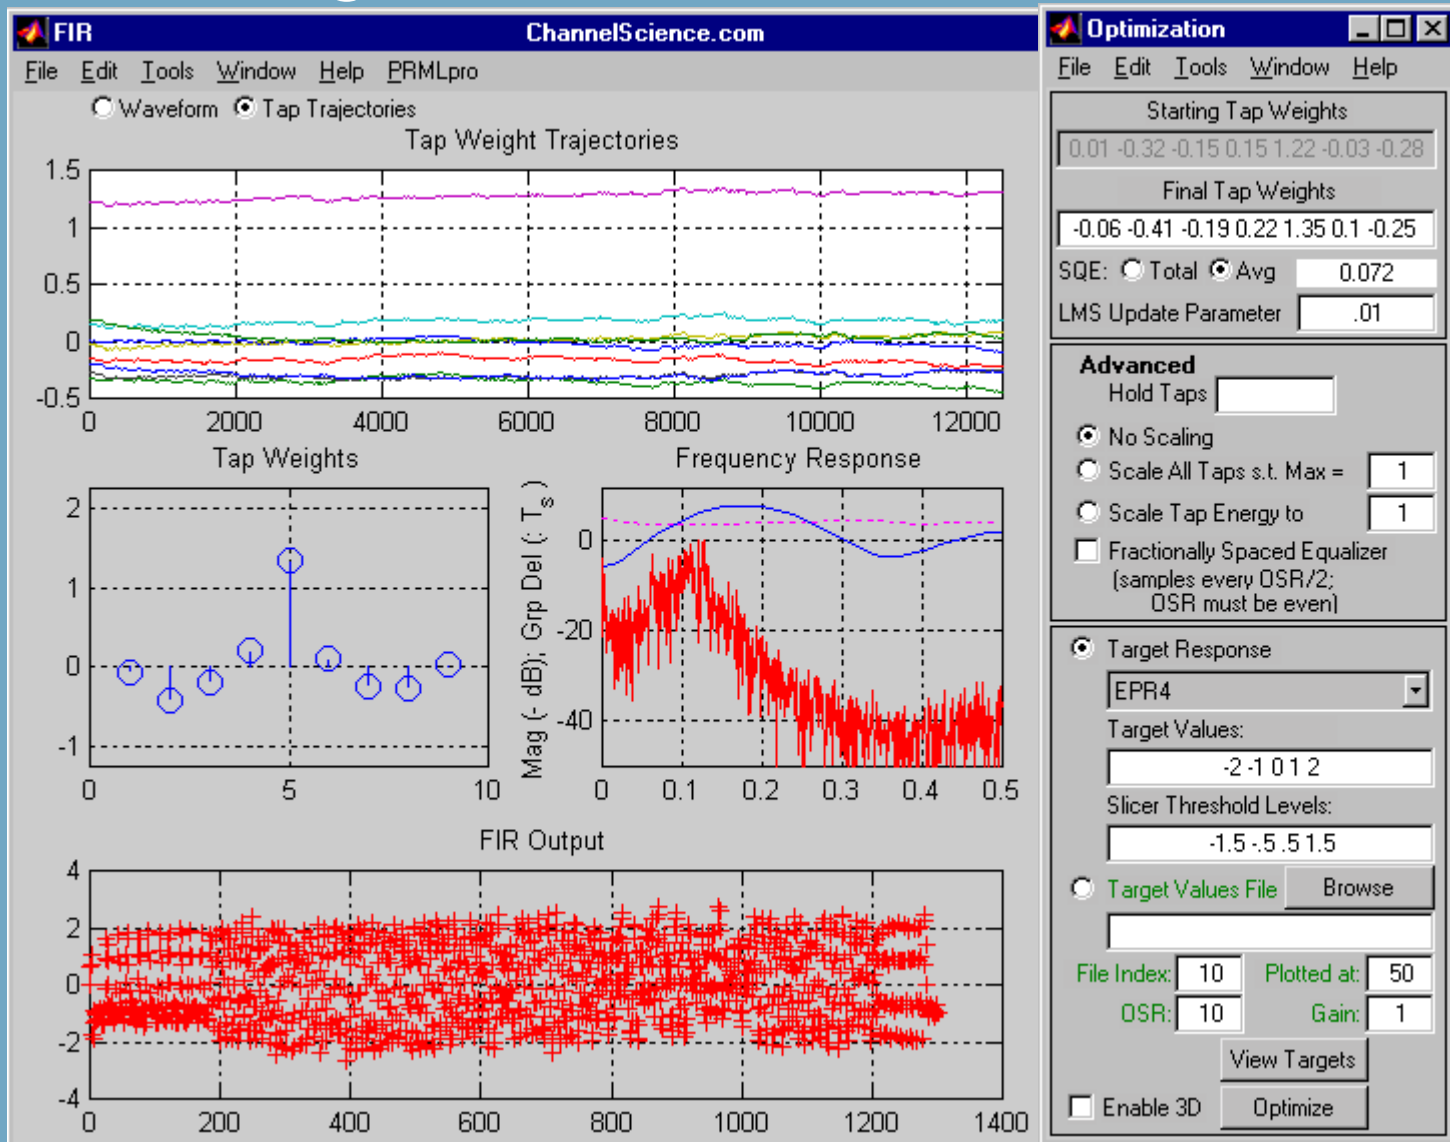 FIR ChannelScience.com
File Edit Tools Window Help PRMLpro
Waveform Tap Trajectories
Tap Weight Trajectories
1.5
1
0.5
0
-0.5
0 2000 4000 6000 8000 10000 12000
Tap Weights
2
1
0
-1
0 5 10
Frequency Response
Mag (- dB); Grp Del (: Ts)
0
-20
-40
0 0.1 0.2 0.3 0.4 0.5
FIR Output
4
2
0
-2
-4
0 200 400 600 800 1000 1200 1400
Optimization
File Edit Tools Window Help
Starting Tap Weights
0.01 -0.32 -0.15 0.15 1.22 -0.03 -0.28
Final Tap Weights
-0.06 -0.41 -0.19 0.22 1.35 0.1 -0.25
SQE: Total Avg 0.072
LMS Update Parameter .01
Advanced
Hold Taps
No Scaling
Scale All Taps s.t. Max = 1
Scale Tap Energy to 1
Fractionally Spaced Equalizer
(samples every OSR/2;
OSR must be even)
Target Response
EPR4
Target Values:
-2 -1 0 1 2
Slicer Threshold Levels:
-1.5 -.5 .5 1.5
Target Values File Browse
File Index: 10 Plotted at: 50
OSR: 10 Gain: 1
View Targets
Enable 3D Optimize